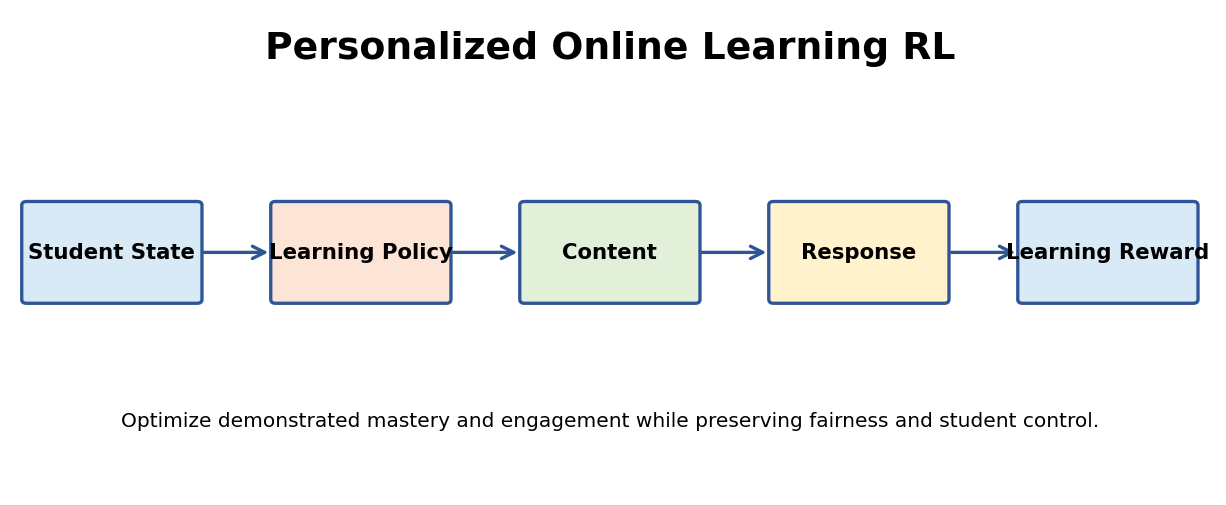 Personalized Online Learning RL
Student State
Learning Policy
Content
Response
Learning Reward
Optimize demonstrated mastery and engagement while preserving fairness and student control.